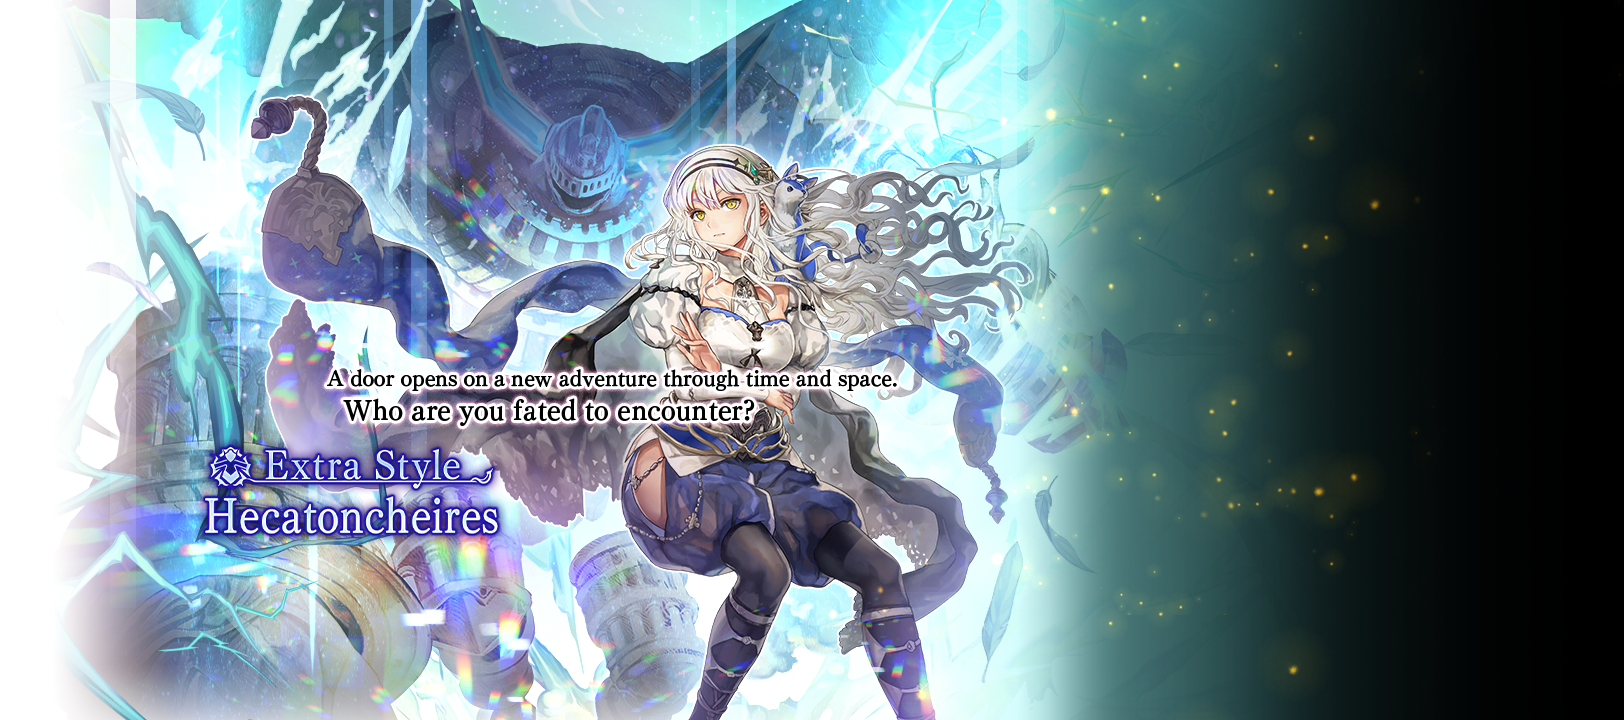 A door opens on a new adventure through time and space.
Who are you fated to encounter?
Extra Style
Hecatoncheires